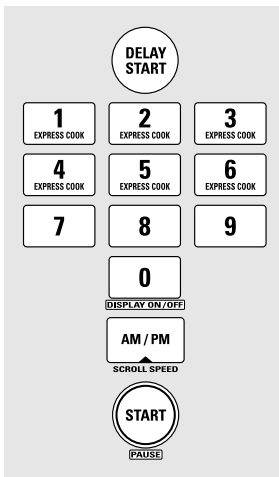 DELAY
START
1 2 3
EXPRESS COOK EXPRESS COOK EXPRESS COOK
4 5 6
EXPRESS COOK EXPRESS COOK EXPRESS COOK
7 8 9
0
DISPLAY ON/OFF
AM / PM
SCROLL SPEED
START
PAUSE